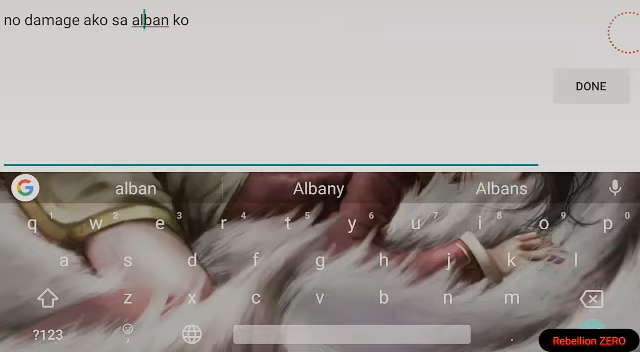 no damage ako sa alban ko
DONE
G
alban Albany Albans
q 1 w 2 e 3 r 4 t 5 y 6 u 7 i 8 o 9 p 0
a s d f g h j k l
z x c v b n m
?123 , .
Rebellion ZERO